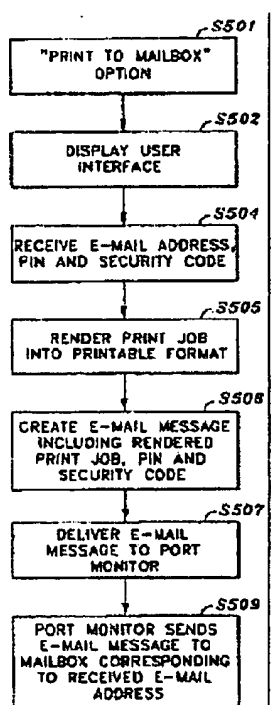 S501
"PRINT TO MAILBOX"
OPTION
S502
DISPLAY USER
INTERFACE
S504
RECEIVE E-MAIL ADDRESS,
PIN AND SECURITY CODE
S505
RENDER PRINT JOB
INTO PRINTABLE FORMAT
S508
CREATE E-MAIL MESSAGE
INCLUDING RENDERED
PRINT JOB, PIN AND
SECURITY CODE
S507
DELIVER E-MAIL
MESSAGE TO PORT
MONITOR
S509
PORT MONITOR SENDS
E-MAIL MESSAGE TO
MAILBOX CORRESPONDING
TO RECEIVED E-MAIL
ADDRESS